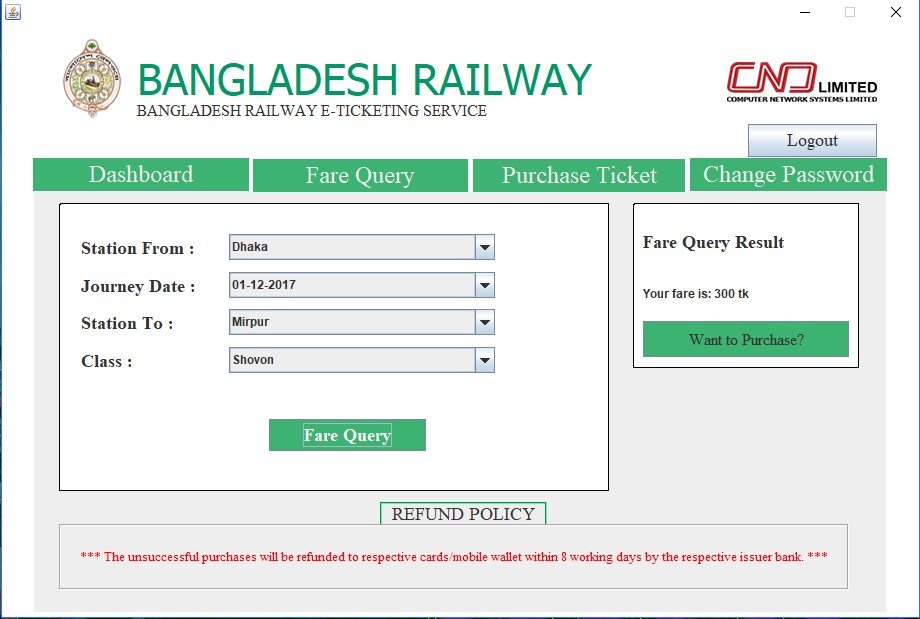 BANGLADESH RAILWAY
BANGLADESH RAILWAY E-TICKETING SERVICE
LIMITED
COMPUTER NETWORK SYSTEMS LIMITED
Logout
Dashboard
Fare Query
Purchase Ticket
Change Password
Station From :
Dhaka
Journey Date :
01-12-2017
Station To :
Mirpur
Class :
Shovon
Fare Query
Fare Query Result
Your fare is: 300 tk
Want to Purchase?
REFUND POLICY
*** The unsuccessful purchases will be refunded to respective cards/mobile wallet within 8 working days by the respective issuer bank. ***